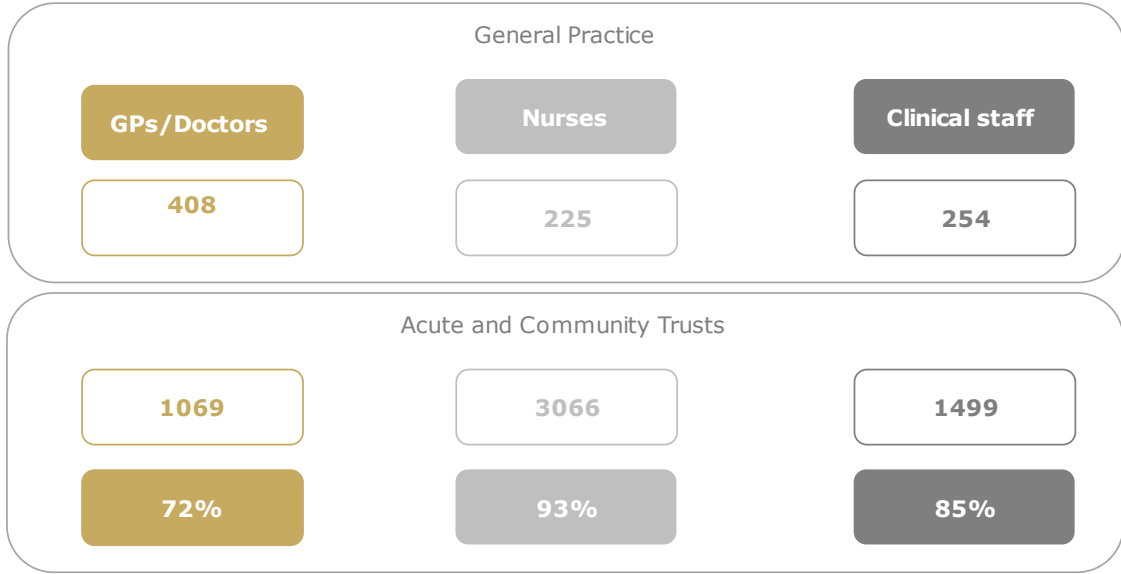 General Practice
GPs/Doctors
Nurses
Clinical staff
408
225
254
Acute and Community Trusts
1069
3066
1499
72%
93%
85%